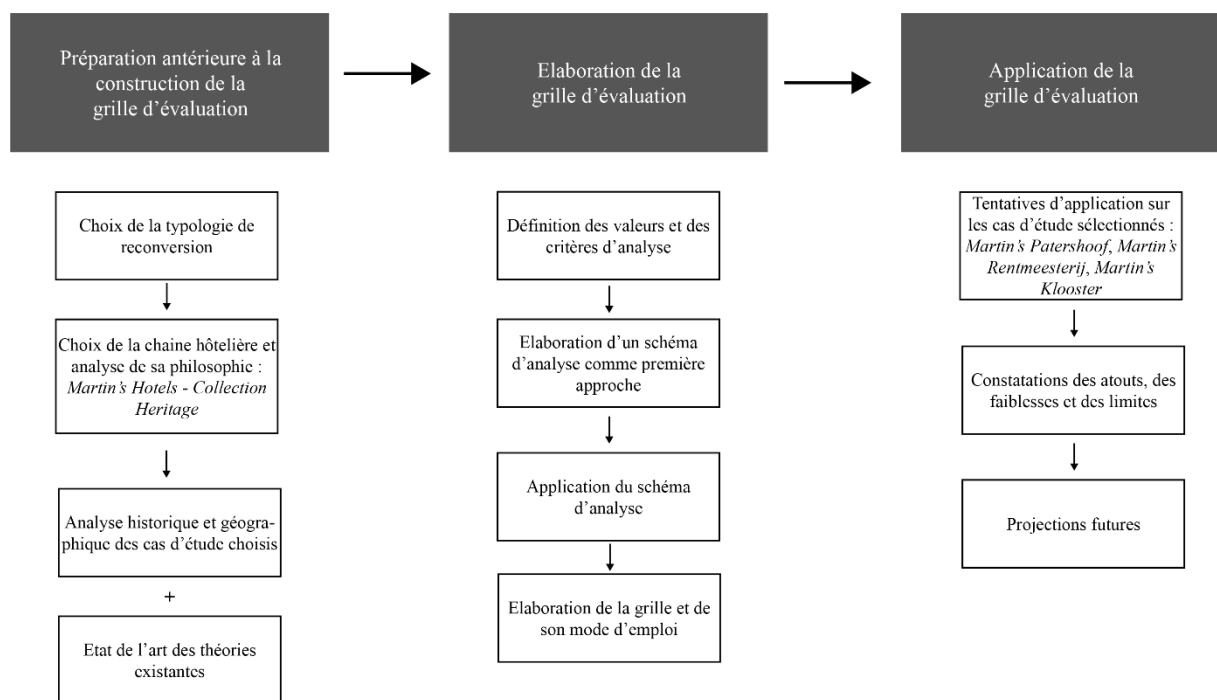 Préparation antérieure à la
construction de la
grille d'évaluation
Elaboration de la
grille d'évaluation
Application de la
grille d'évaluation
Choix de la typologie de
reconversion
Choix de la chaine hôtelière et
analyse de sa philosophie :
Martin's Hotels - Collection
Heritage
Analyse historique et géogra-
phique des cas d'étude choisis
+
Etat de l'art des théories
existantes
Définition des valeurs et des
critères d'analyse
Elaboration d'un schéma
d'analyse comme première
approche
Application du schéma
d'analyse
Elaboration de la grille et de
son mode d'emploi
Tentatives d'application sur
les cas d'étude sélectionnés :
Martin's Patershoof, Martin's
Rentmeesterij, Martin's
Klooster
Constatations des atouts, des
faiblesses et des limites
Projections futures